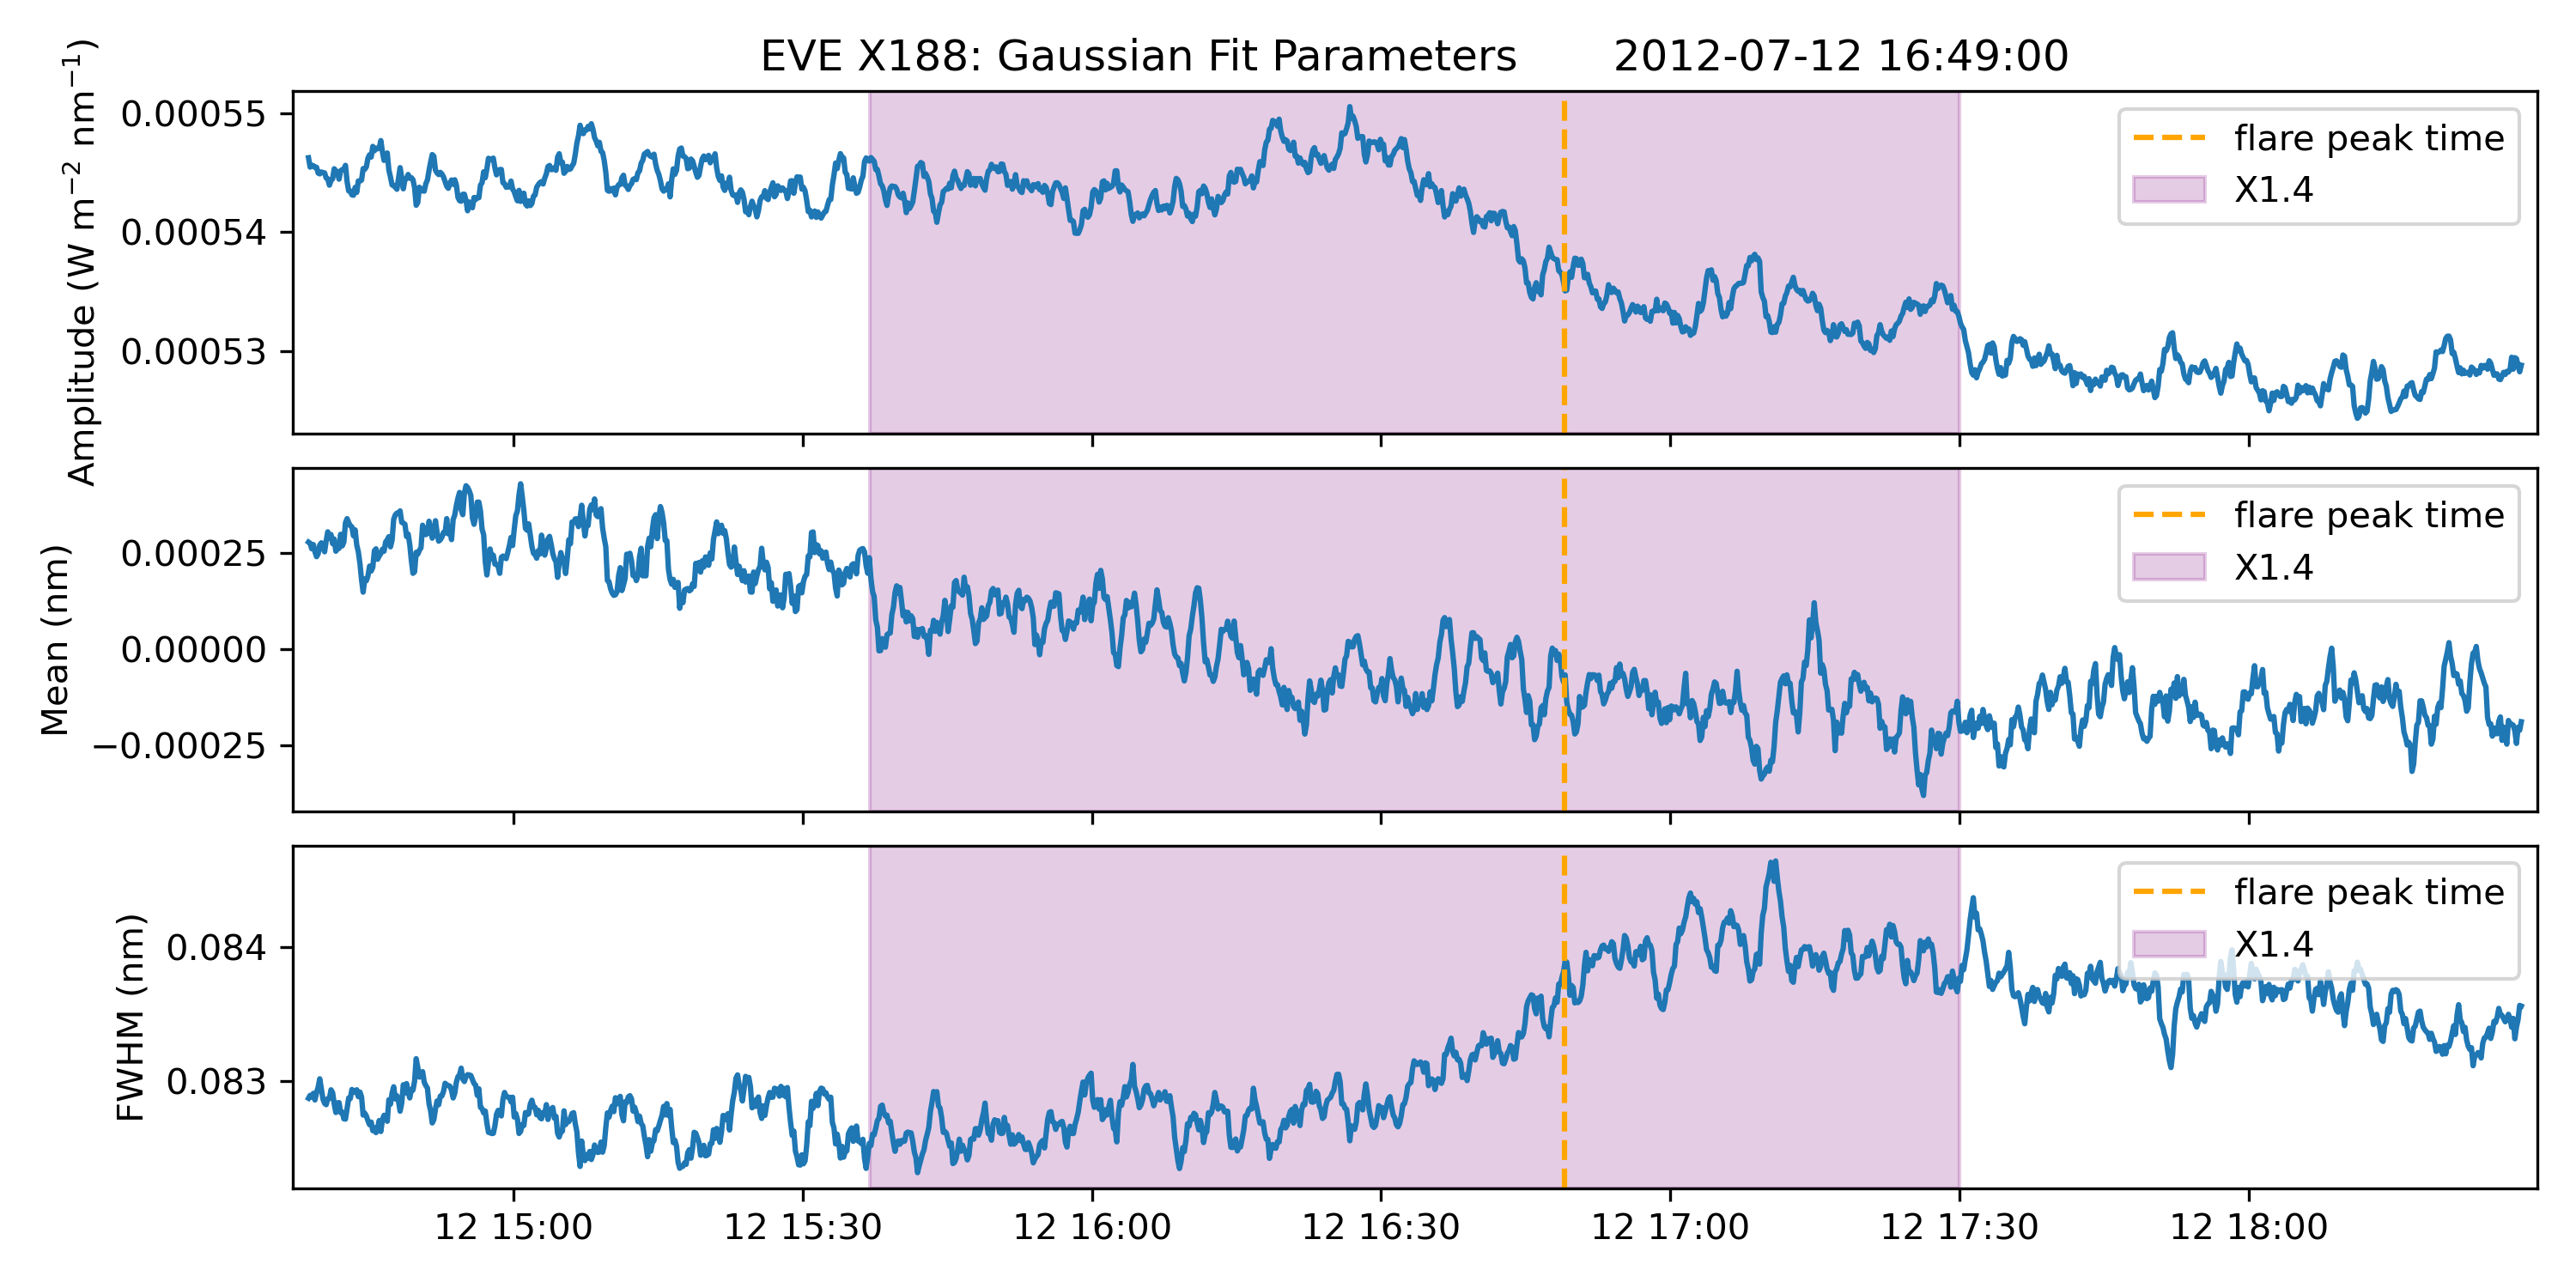 EVE X188: Gaussian Fit Parameters 2012-07-12 16:49:00
Amplitude (W m⁻² nm⁻¹)
0.00055
0.00054
0.00053
flare peak time
X1.4
Mean (nm)
0.00025
0.00000
−0.00025
flare peak time
X1.4
FWHM (nm)
0.084
0.083
flare peak time
X1.4
12 15:00 12 15:30 12 16:00 12 16:30 12 17:00 12 17:30 12 18:00